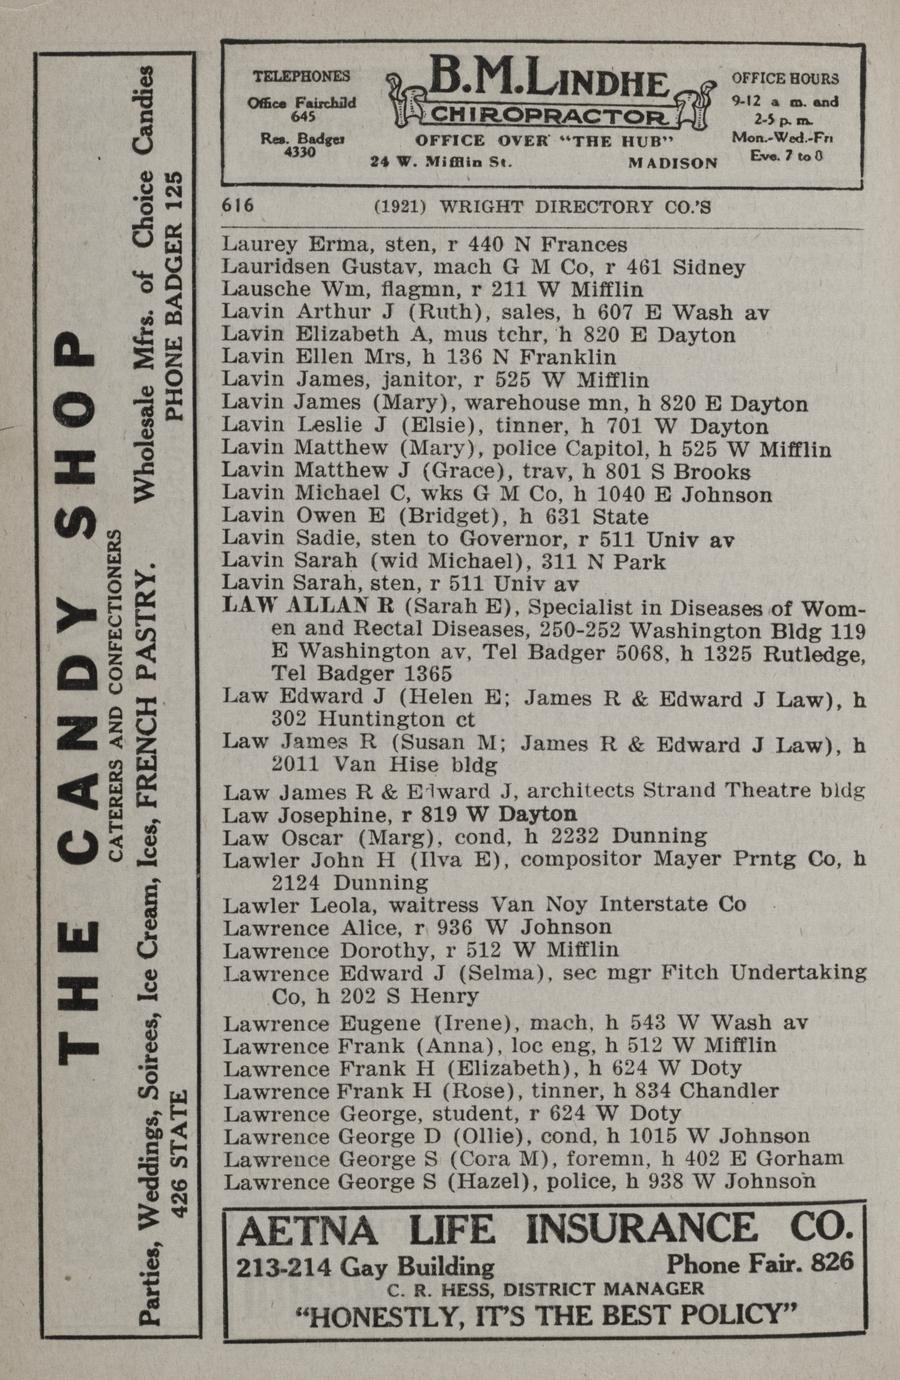 THE CANDY SHOP
CATERERS AND CONFECTIONERS
Parties, Weddings, Soirees, Ice Cream, Ices, FRENCH PASTRY. Wholesale Mfrs. of Choice Candies
426 STATE PHONE BADGER 125
TELEPHONES
Office Fairchild
645
Res. Badger
4330
B.M.LINDHE
CHIROPRACTOR
OFFICE OVER "THE HUB"
24 W. Mifflin St. MADISON
OFFICE HOURS
9-12 a m. and
2-5 p. m.
Mon.-Wed.-Fri
Eve. 7 to 8
616 (1921) WRIGHT DIRECTORY CO.'S
Laurey Erma, sten, r 440 N Frances
Lauridsen Gustav, mach G M Co, r 461 Sidney
Lausche Wm, flagmn, r 211 W Mifflin
Lavin Arthur J (Ruth), sales, h 607 E Wash av
Lavin Elizabeth A, mus tchr, h 820 E Dayton
Lavin Ellen Mrs, h 136 N Franklin
Lavin James, janitor, r 525 W Mifflin
Lavin James (Mary), warehouse mn, h 820 E Dayton
Lavin Leslie J (Elsie), tinner, h 701 W Dayton
Lavin Matthew (Mary), police Capitol, h 525 W Mifflin
Lavin Matthew J (Grace), trav, h 801 S Brooks
Lavin Michael C, wks G M Co, h 1040 E Johnson
Lavin Owen E (Bridget), h 631 State
Lavin Sadie, sten to Governor, r 511 Univ av
Lavin Sarah (wid Michael), 311 N Park
Lavin Sarah, sten, r 511 Univ av
LAW ALLAN R (Sarah E), Specialist in Diseases of Wom-
en and Rectal Diseases, 250-252 Washington Bldg 119
E Washington av, Tel Badger 5068, h 1325 Rutledge,
Tel Badger 1365
Law Edward J (Helen E; James R & Edward J Law), h
302 Huntington ct
Law James R (Susan M; James R & Edward J Law), h
2011 Van Hise bldg
Law James R & Edward J, architects Strand Theatre bldg
Law Josephine, r 819 W Dayton
Law Oscar (Marg), cond, h 2232 Dunning
Lawler John H (Ilva E), compositor Mayer Prntg Co, h
2124 Dunning
Lawler Leola, waitress Van Noy Interstate Co
Lawrence Alice, r 936 W Johnson
Lawrence Dorothy, r 512 W Mifflin
Lawrence Edward J (Selma), sec mgr Fitch Undertaking
Co, h 202 S Henry
Lawrence Eugene (Irene), mach, h 543 W Wash av
Lawrence Frank (Anna), loc eng, h 512 W Mifflin
Lawrence Frank H (Elizabeth), h 624 W Doty
Lawrence Frank H (Rose), tinner, h 834 Chandler
Lawrence George, student, r 624 W Doty
Lawrence George D (Ollie), cond, h 1015 W Johnson
Lawrence George S (Cora M), foremn, h 402 E Gorham
Lawrence George S (Hazel), police, h 938 W Johnson
AETNA LIFE INSURANCE CO.
213-214 Gay Building Phone Fair. 826
C. R. HESS, DISTRICT MANAGER
"HONESTLY, IT'S THE BEST POLICY"